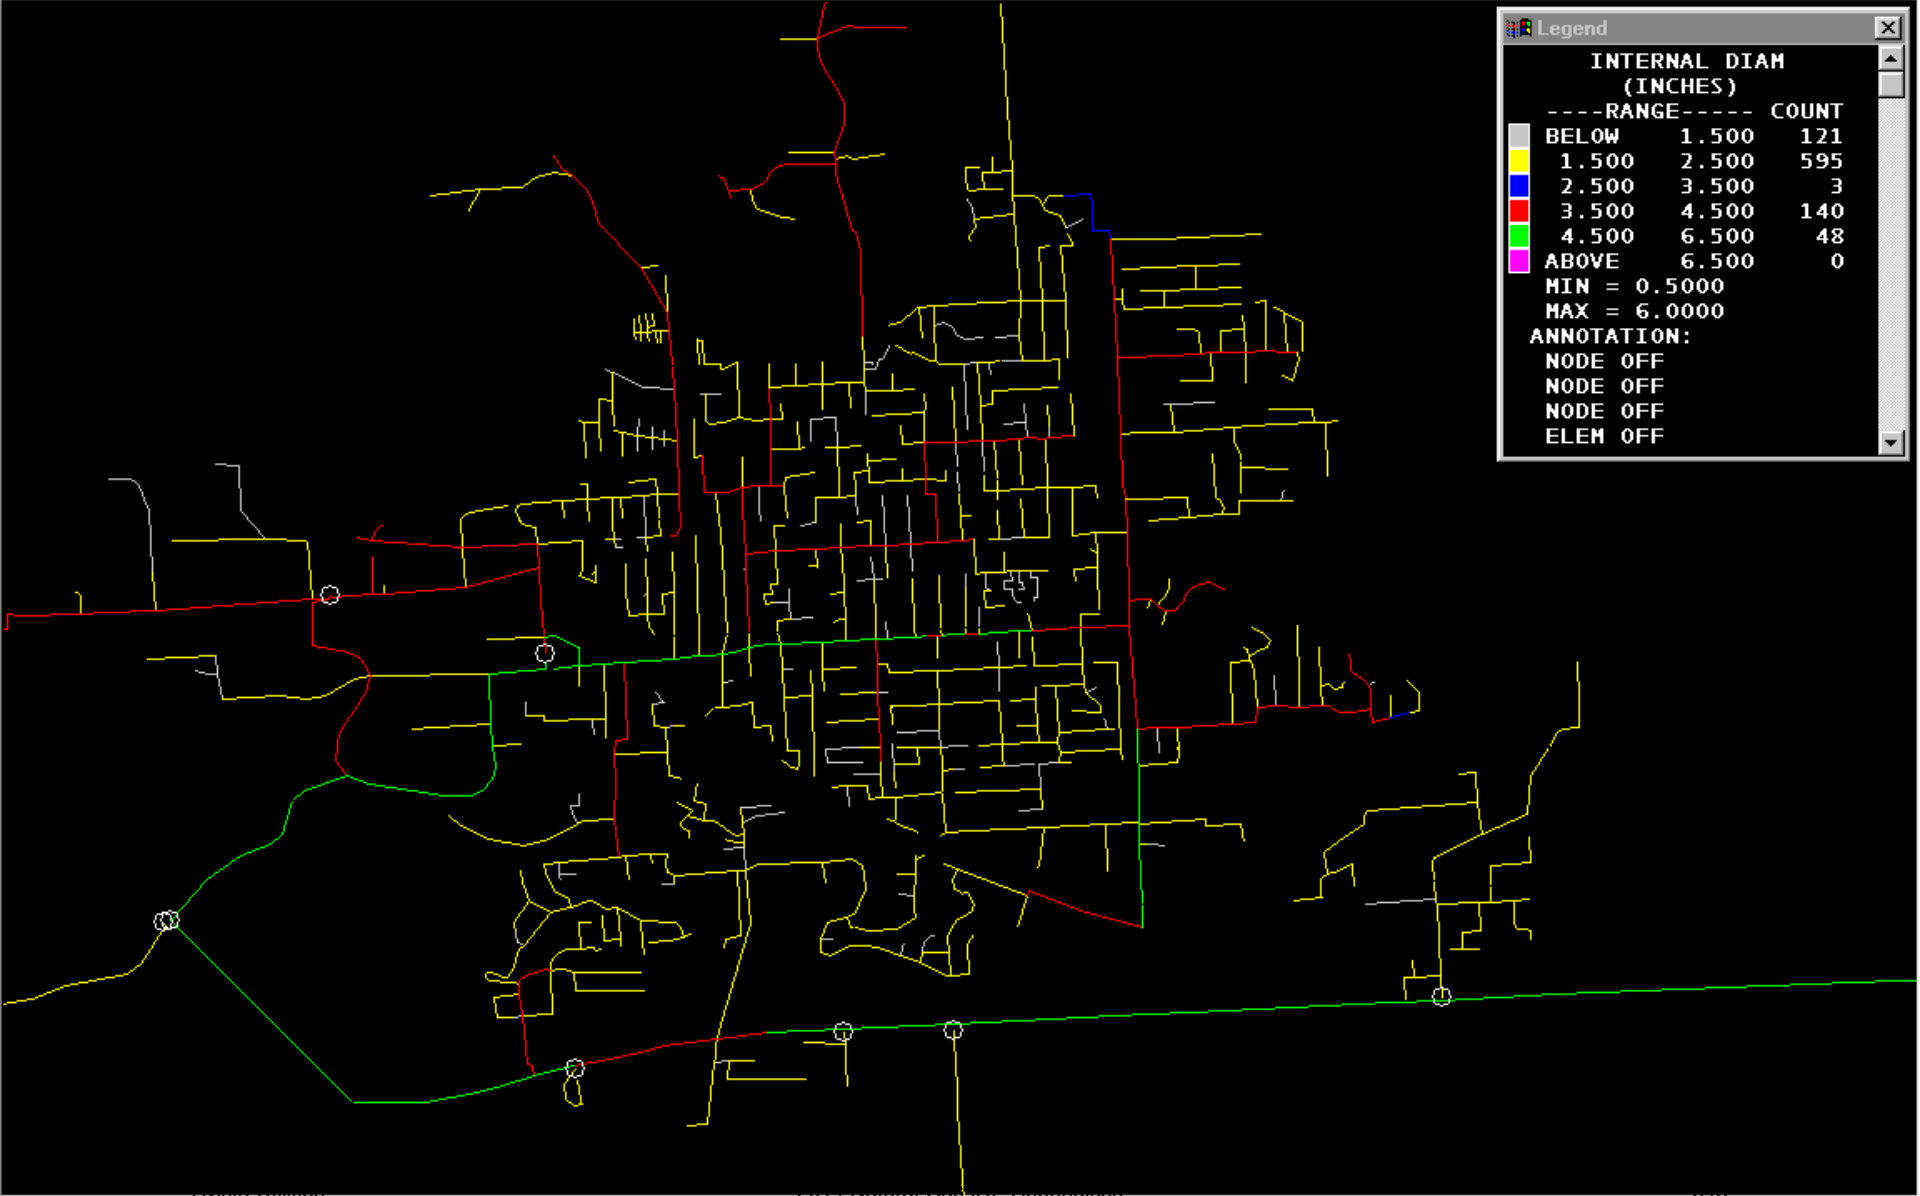 Legend
INTERNAL DIAM
(INCHES)
----RANGE----- COUNT
BELOW 1.500 121
1.500 2.500 595
2.500 3.500 3
3.500 4.500 140
4.500 6.500 48
ABOVE 6.500 0
MIN = 0.5000
MAX = 6.0000
ANNOTATION:
NODE OFF
NODE OFF
NODE OFF
ELEM OFF